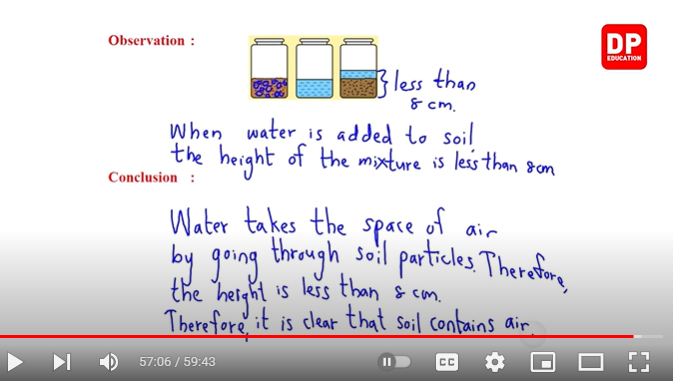 Observation :
DP
EDUCATION
less than
8 cm.
When water is added to soil
the height of the mixture is less than 8cm
Conclusion :
Water takes the space of air
by going through soil particles. Therefore,
the height is less than 8 cm.
Therefore, it is clear that soil contains air.
57:06 / 59:43
CC